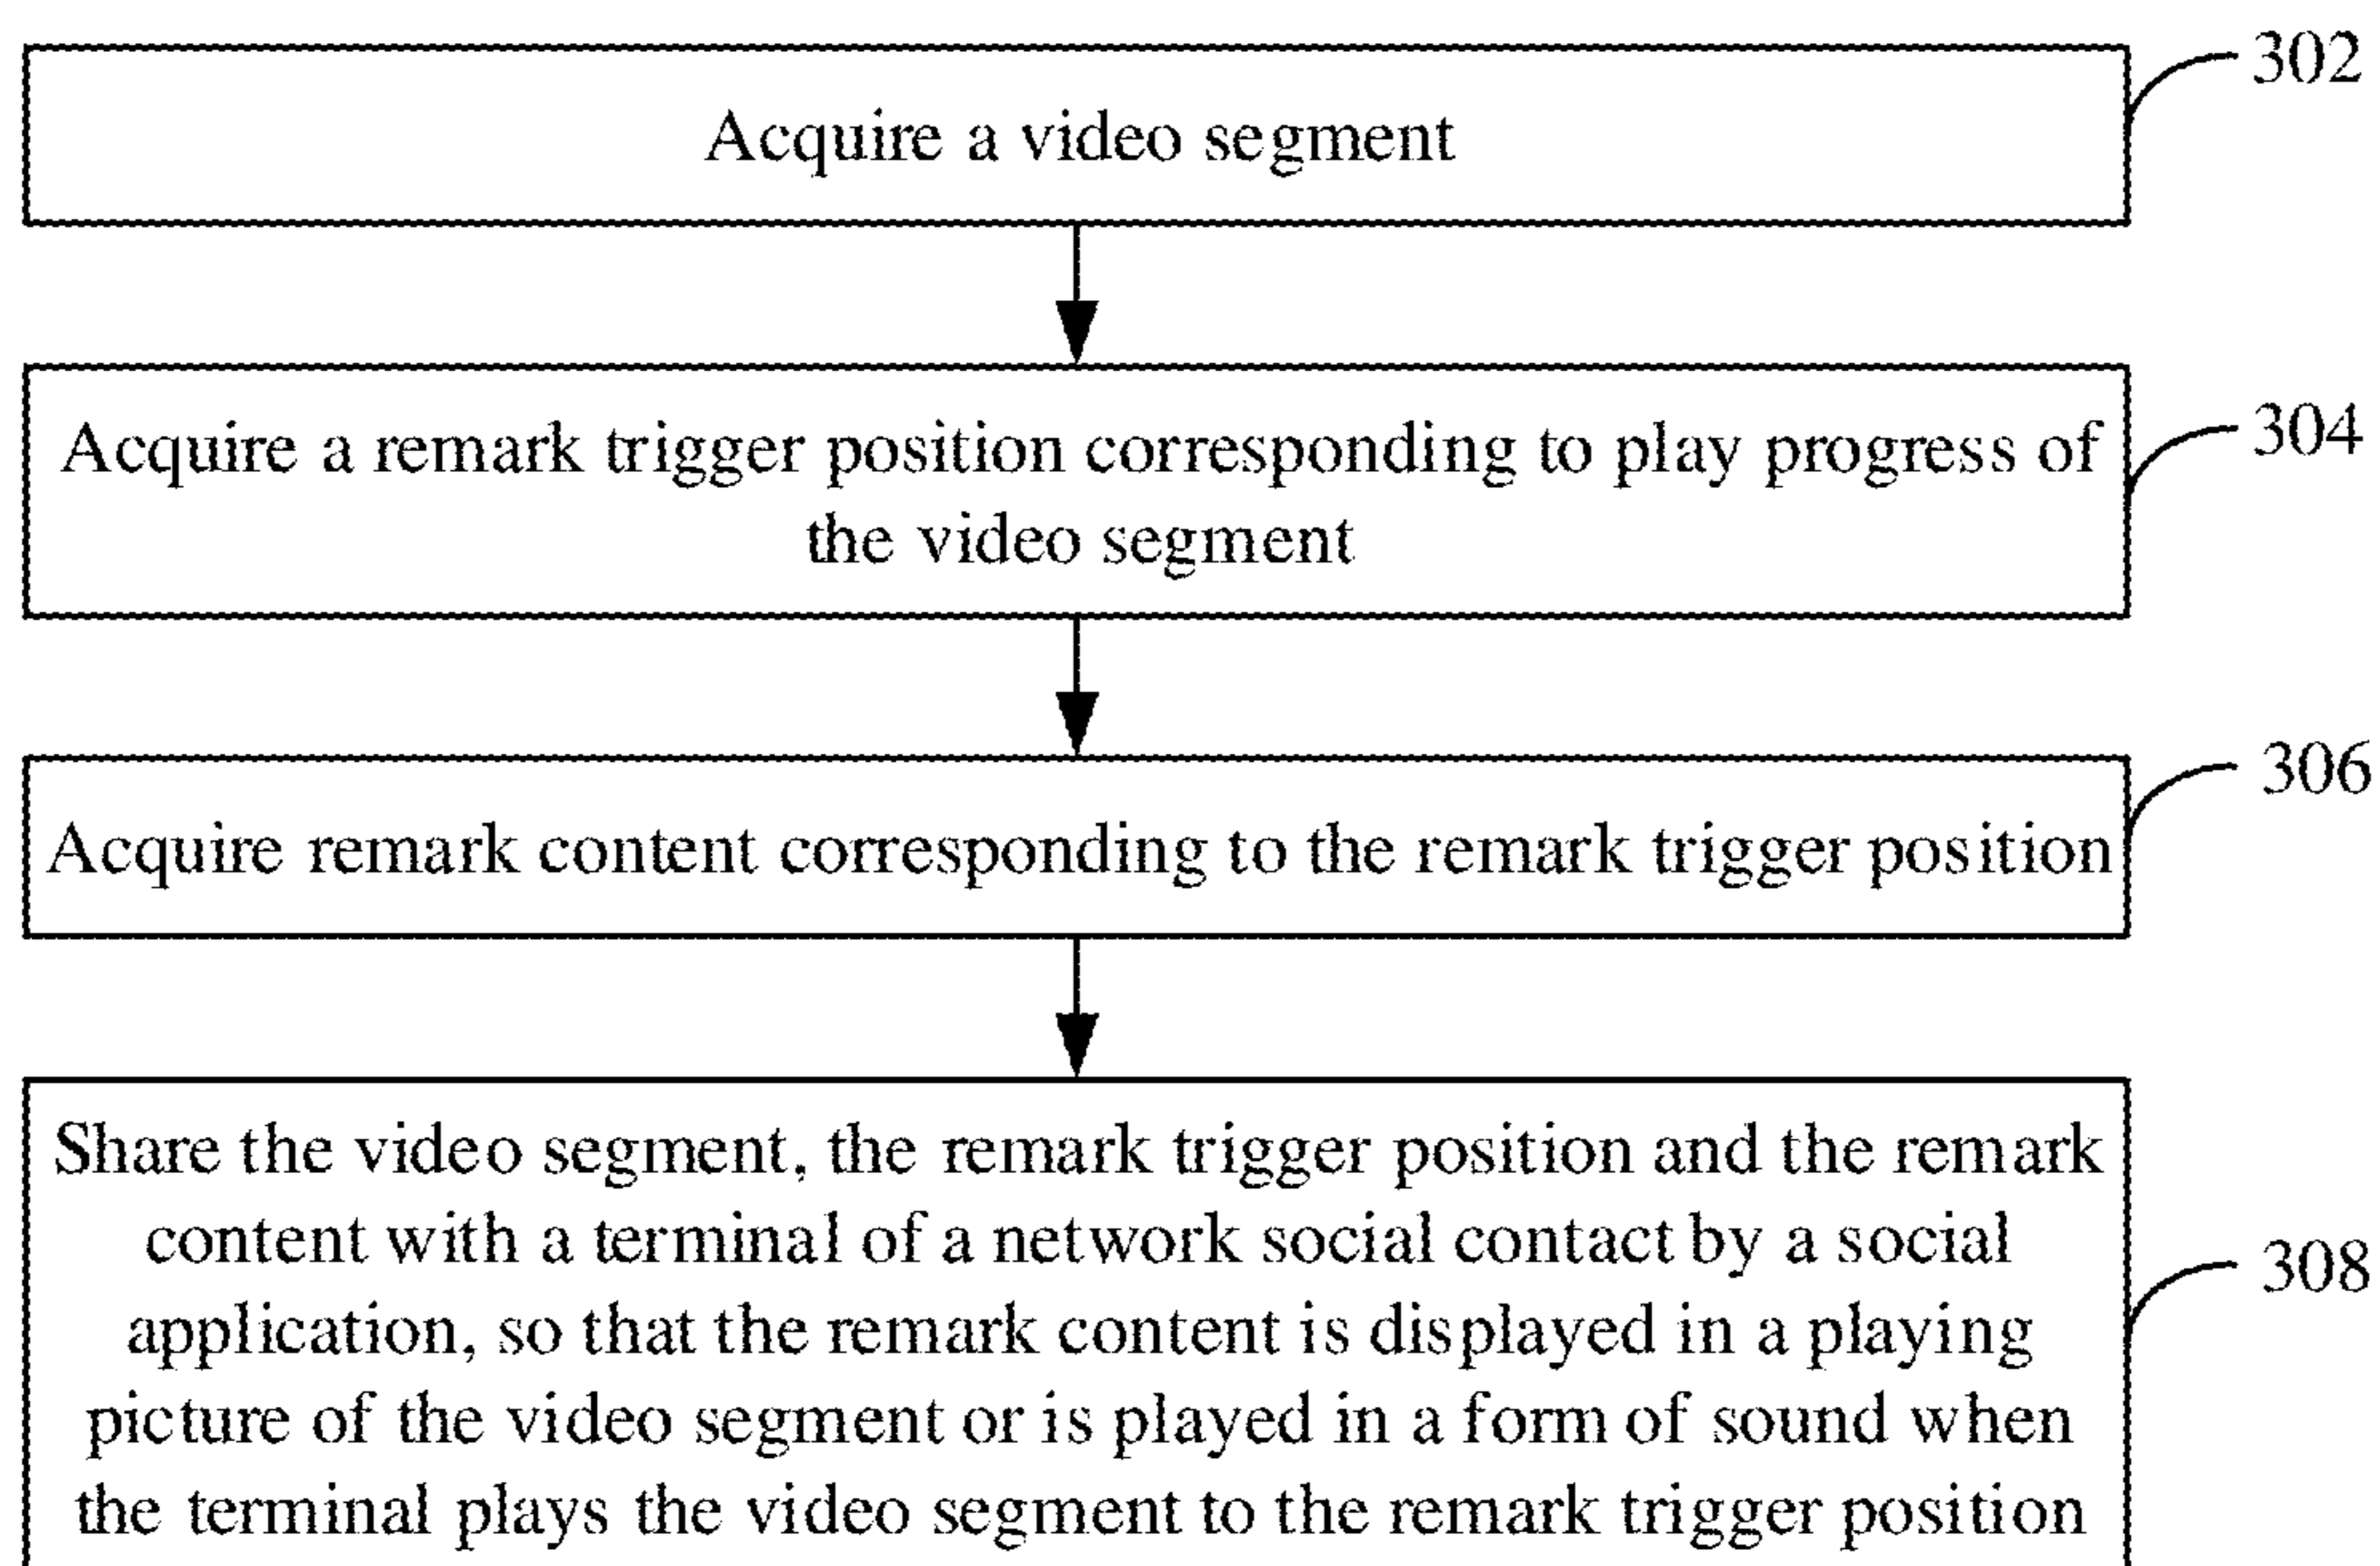 302
Acquire a video segment
304
Acquire a remark trigger position corresponding to play progress of
the video segment
306
Acquire remark content corresponding to the remark trigger position
Share the video segment, the remark trigger position and the remark
content with a terminal of a network social contact by a social
308
application, so that the remark content is displayed in a playing
picture of the video segment or is played in a form of sound when
the terminal plays the video segment to the remark trigger position